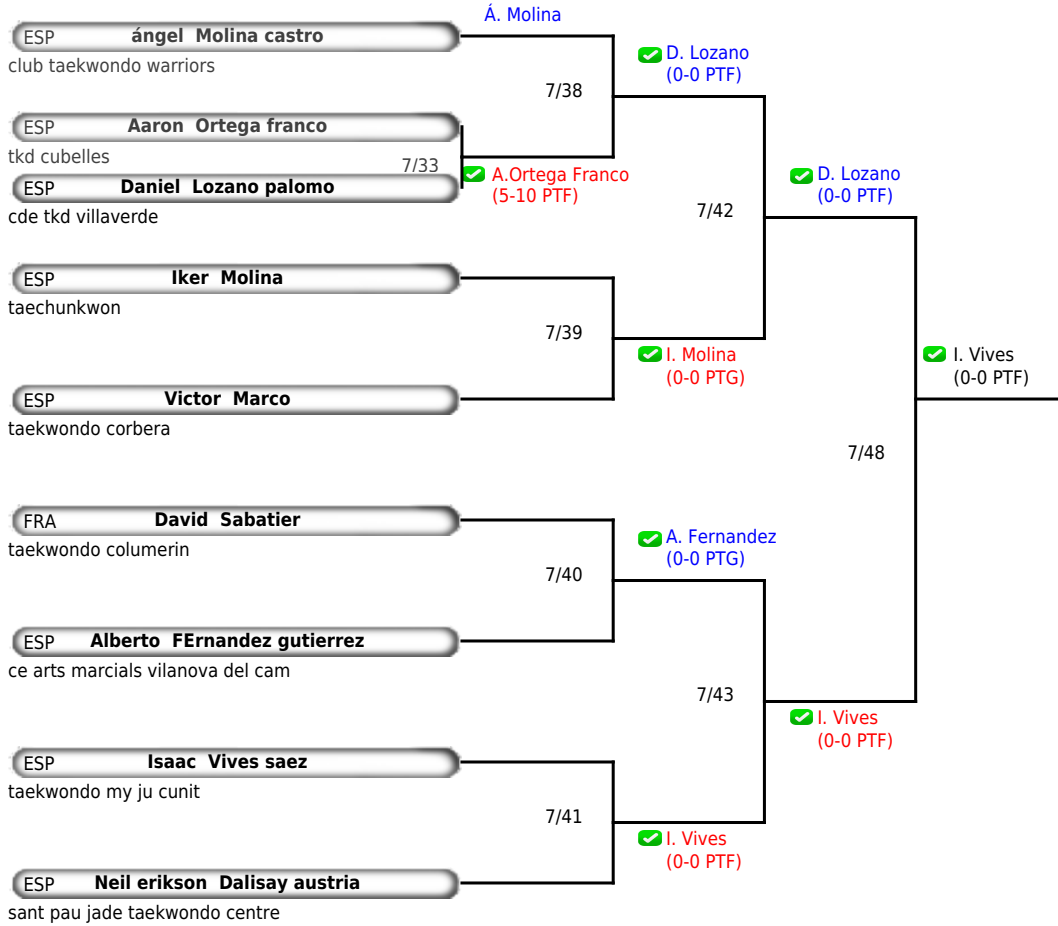 Á. Molina
ESP ángel Molina castro
club taekwondo warriors
D. Lozano
(0-0 PTF)
7/38
ESP Aaron Ortega franco
tkd cubelles
7/33
A.Ortega Franco
(5-10 PTF)
ESP Daniel Lozano palomo
cde tkd villaverde
D. Lozano
(0-0 PTF)
7/42
ESP Iker Molina
taechunkwon
7/39
I. Molina
(0-0 PTG)
I. Vives
(0-0 PTF)
ESP Victor Marco
taekwondo corbera
7/48
FRA David Sabatier
taekwondo columerin
A. Fernandez
(0-0 PTG)
7/40
ESP Alberto FErnandez gutierrez
ce arts marcials vilanova del cam
7/43
I. Vives
(0-0 PTF)
ESP Isaac Vives saez
taekwondo my ju cunit
7/41
I. Vives
(0-0 PTF)
ESP Neil erikson Dalisay austria
sant pau jade taekwondo centre